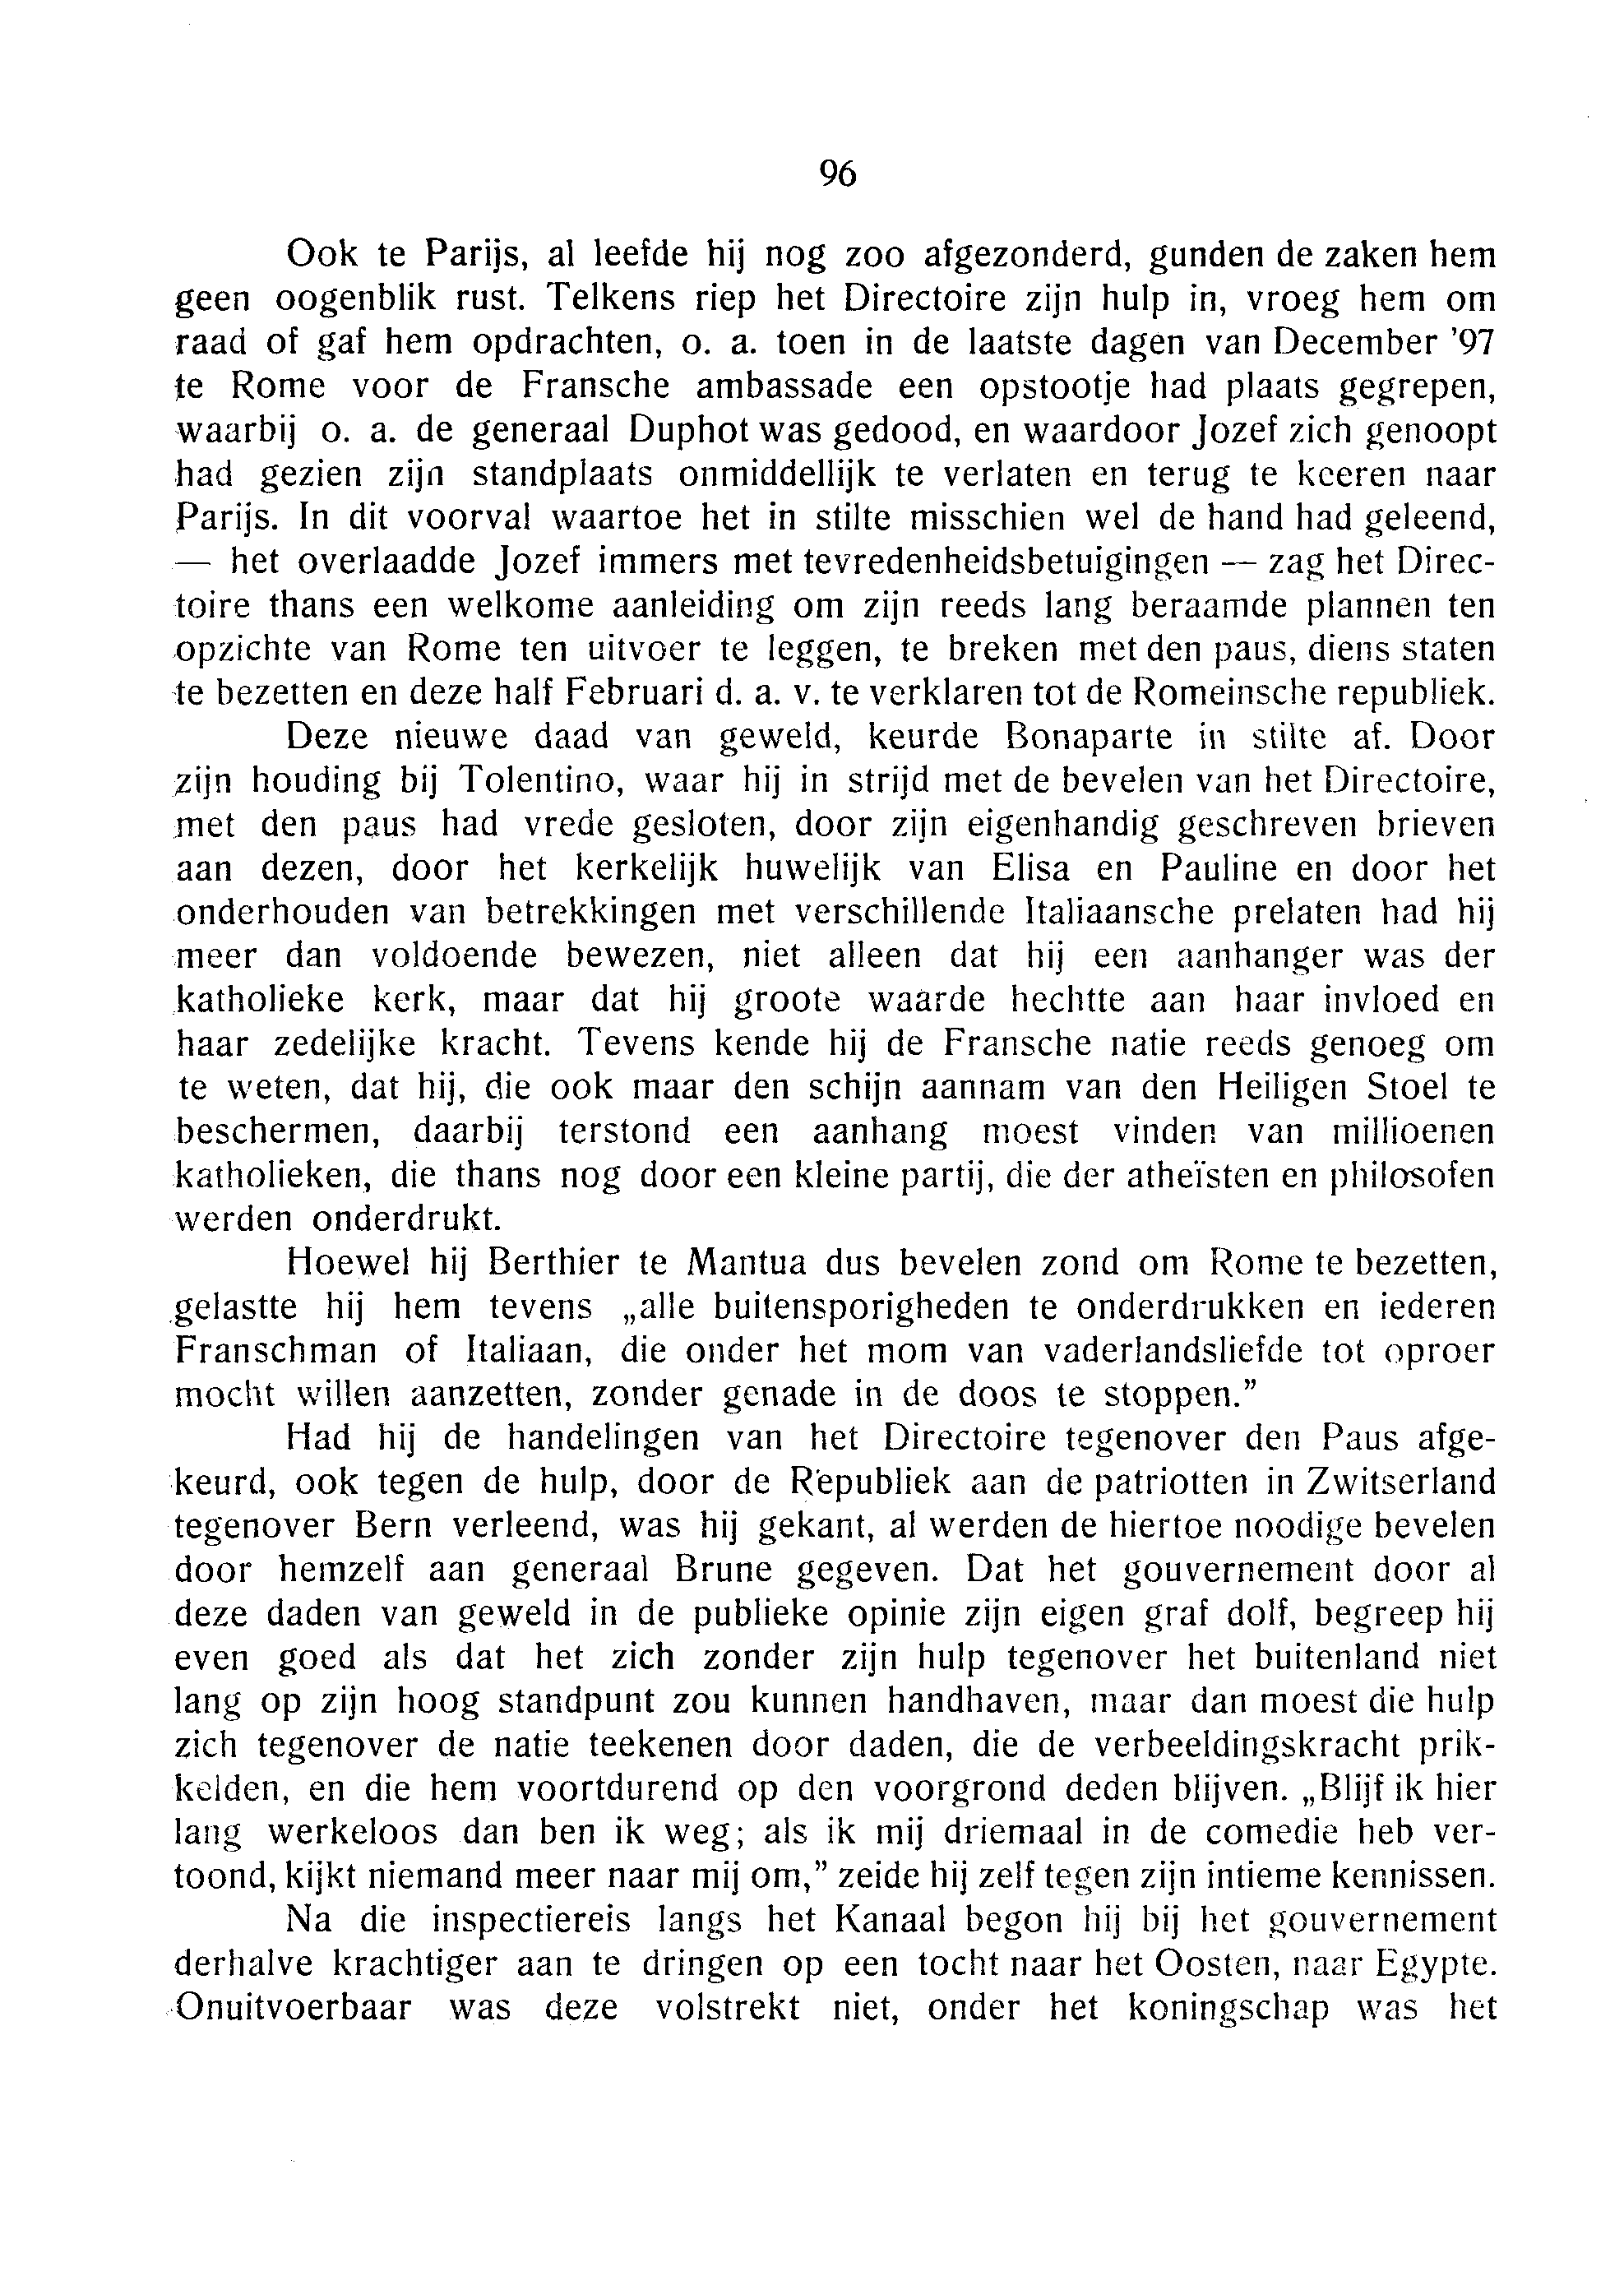 96
Ook te Parijs, al leefde hij nog zoo afgezonderd, gunden de zaken hem
geen oogenblik rust. Telkens riep het Directoire zijn hulp in, vroeg hem om
raad of gaf hem opdrachten, o. a. toen in de laatste dagen van December '97
te Rome voor de Fransche ambassade een opstootje had plaats gegrepen,
waarbij o. a. de generaal Duphot was gedood, en waardoor Jozef zich genoopt
had gezien zijn standplaats onmiddellijk te verlaten en terug te keeren naar
Parijs. In dit voorval waartoe het in stilte misschien wel de hand had geleend,
— het overlaadde Jozef immers met tevredenheidsbetuigingen — zag het Direc-
toire thans een welkome aanleiding om zijn reeds lang beraamde plannen ten
opzichte van Rome ten uitvoer te leggen, te breken met den paus, diens staten
te bezetten en deze half Februari d. a. v. te verklaren tot de Romeinsche republiek.
Deze nieuwe daad van geweld, keurde Bonaparte in stilte af. Door
zijn houding bij Tolentino, waar hij in strijd met de bevelen van het Directoire,
met den paus had vrede gesloten, door zijn eigenhandig geschreven brieven
aan dezen, door het kerkelijk huwelijk van Elisa en Pauline en door het
onderhouden van betrekkingen met verschillende Italiaansche prelaten had hij
meer dan voldoende bewezen, niet alleen dat hij een aanhanger was der
katholieke kerk, maar dat hij groote waarde hechtte aan haar invloed en
haar zedelijke kracht. Tevens kende hij de Fransche natie reeds genoeg om
te weten, dat hij, die ook maar den schijn aannam van den Heiligen Stoel te
beschermen, daarbij terstond een aanhang moest vinden van millioenen
katholieken, die thans nog door een kleine partij, die der atheïsten en philosofen
werden onderdrukt.
Hoewel hij Berthier te Mantua dus bevelen zond om Rome te bezetten,
gelastte hij hem tevens „alle buitensporigheden te onderdrukken en iederen
Franschman of Italiaan, die onder het mom van vaderlandsliefde tot oproer
mocht willen aanzetten, zonder genade in de doos te stoppen.”
Had hij de handelingen van het Directoire tegenover den Paus afge-
keurd, ook tegen de hulp, door de Republiek aan de patriotten in Zwitserland
tegenover Bern verleend, was hij gekant, al werden de hiertoe noodige bevelen
door hemzelf aan generaal Brune gegeven. Dat het gouvernement door al
deze daden van geweld in de publieke opinie zijn eigen graf dolf, begreep hij
even goed als dat het zich zonder zijn hulp tegenover het buitenland niet
lang op zijn hoog standpunt zou kunnen handhaven, maar dan moest die hulp
zich tegenover de natie teekenen door daden, die de verbeeldingskracht prik-
kelden, en die hem voortdurend op den voorgrond deden blijven. „Blijf ik hier
lang werkeloos dan ben ik weg; als ik mij driemaal in de comedie heb ver-
toond, kijkt niemand meer naar mij om,” zeide hij zelf tegen zijn intieme kennissen.
Na die inspectiereis langs het Kanaal begon hij bij het gouvernement
derhalve krachtiger aan te dringen op een tocht naar het Oosten, naar Egypte.
Onuitvoerbaar was deze volstrekt niet, onder het koningschap was het